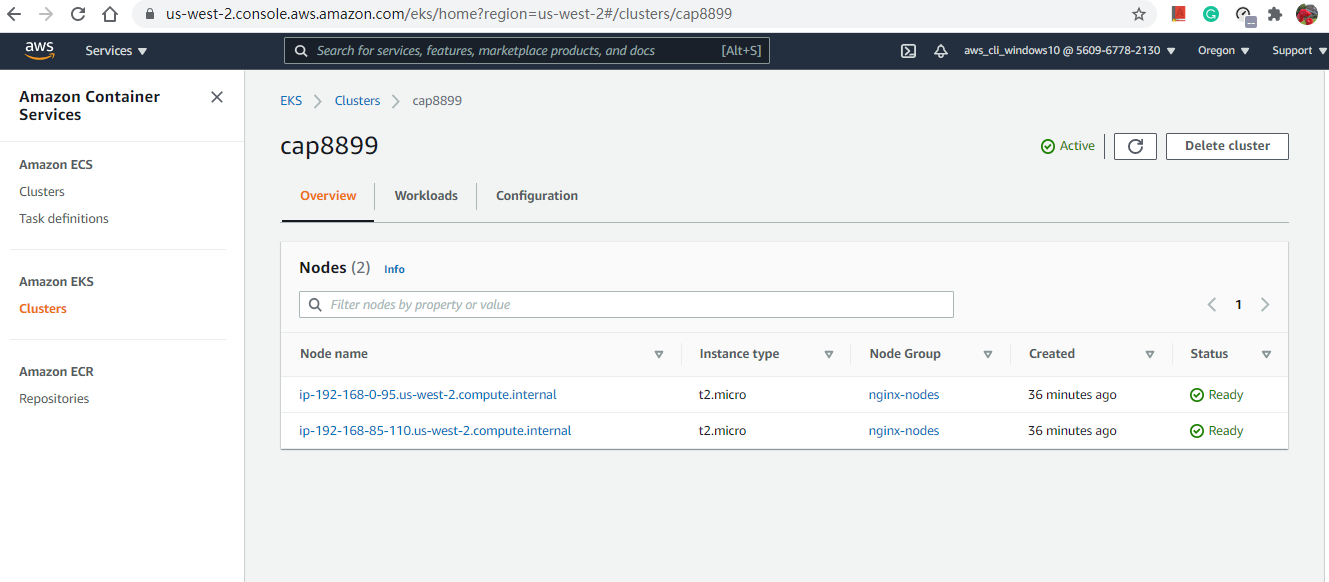 us-west-2.console.aws.amazon.com/eks/home?region=us-west-2#/clusters/cap8899
aws Services Search for services, features, marketplace products, and docs [Alt+S] aws_cli_windows10 @ 5609-6778-2130 Oregon Support
Amazon Container
Services
Amazon ECS
Clusters
Task definitions
Amazon EKS
Clusters
Amazon ECR
Repositories
EKS Clusters cap8899
cap8899
Active Delete cluster
Overview Workloads Configuration
Nodes (2) Info
Filter nodes by property or value 1
Node name Instance type Node Group Created Status
ip-192-168-0-95.us-west-2.compute.internal t2.micro nginx-nodes 36 minutes ago Ready
ip-192-168-85-110.us-west-2.compute.internal t2.micro nginx-nodes 36 minutes ago Ready